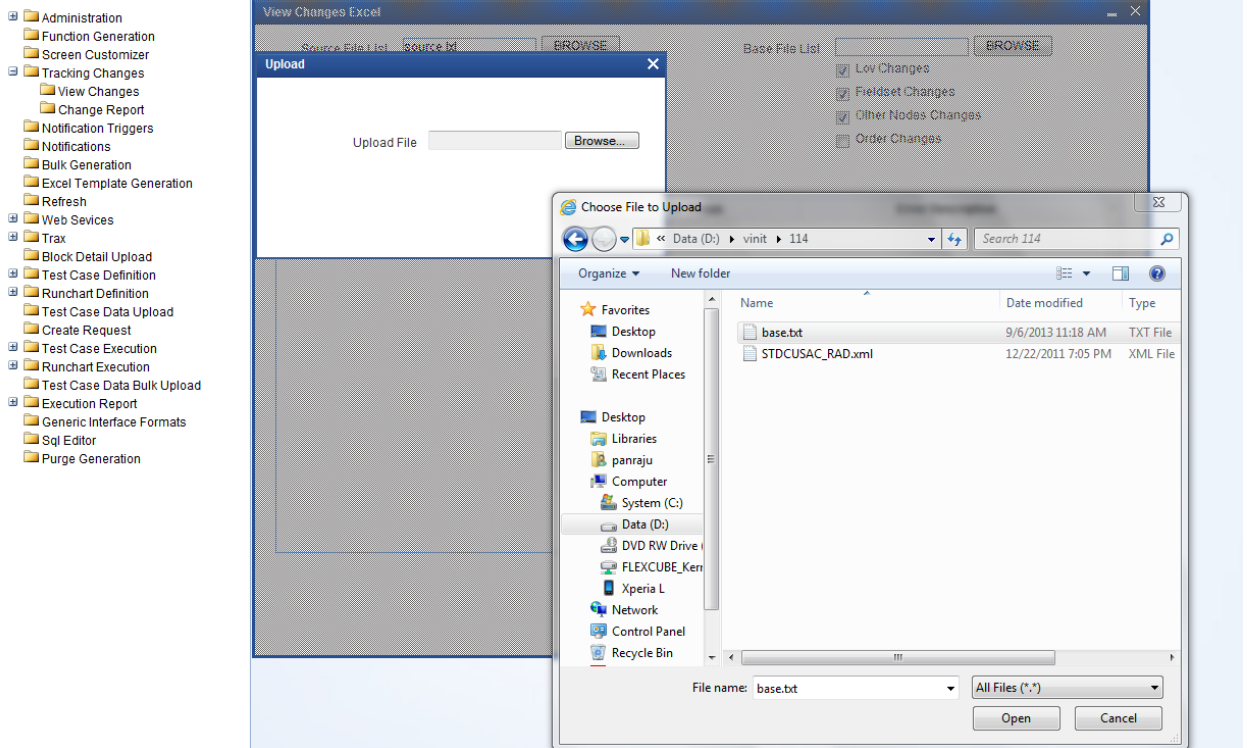 Administration
Function Generation
Screen Customizer
Tracking Changes
View Changes
Change Report
Notification Triggers
Notifications
Bulk Generation
Excel Template Generation
Refresh
Web Sevices
Trax
Block Detail Upload
Test Case Definition
Runchart Definition
Test Case Data Upload
Create Request
Test Case Execution
Runchart Execution
Test Case Data Bulk Upload
Execution Report
Generic Interface Formats
Sql Editor
Purge Generation
View Changes Excel
Source File List source.txt BROWSE
Base File List BROWSE
Lov Changes
Fieldset Changes
Other Nodes Changes
Order Changes
Upload
Upload File Browse...
Error Description
Choose File to Upload
« Data (D:) vinit 114 Search 114
Organize New folder
Favorites
Desktop
Downloads
Recent Places
Desktop
Libraries
panraju
Computer
System (C:)
Data (D:)
DVD RW Drive (
FLEXCUBE_Kern
Xperia L
Network
Control Panel
Recycle Bin
Name Date modified Type
base.txt 9/6/2013 11:18 AM TXT File
STDCUSAC_RAD.xml 12/22/2011 7:05 PM XML File
File name: base.txt All Files (*.*)
Open Cancel